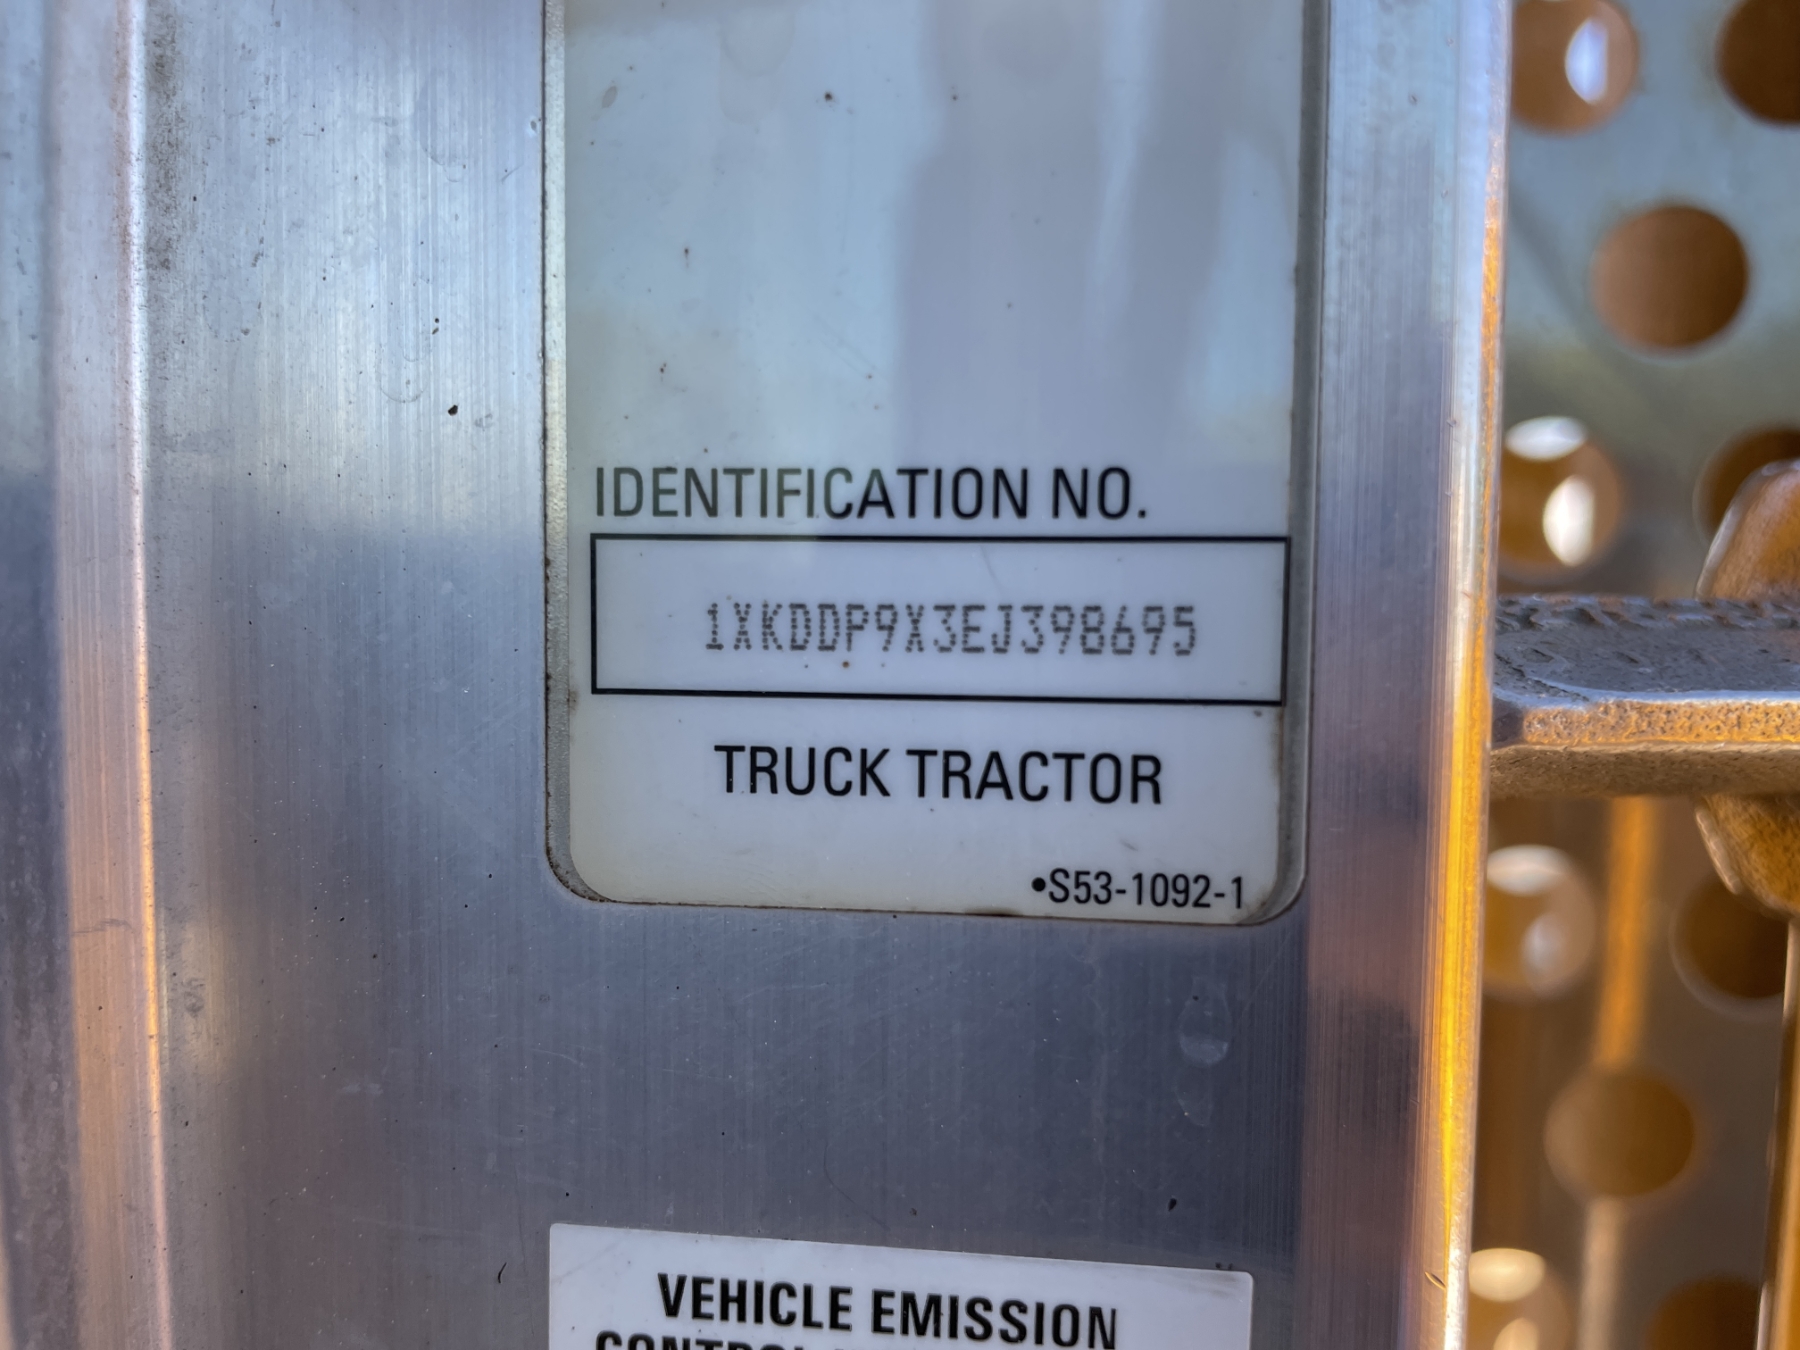 IDENTIFICATION NO.
1XKDDP9X3EJ398695
TRUCK TRACTOR
•S53-1092-1
VEHICLE EMISSION